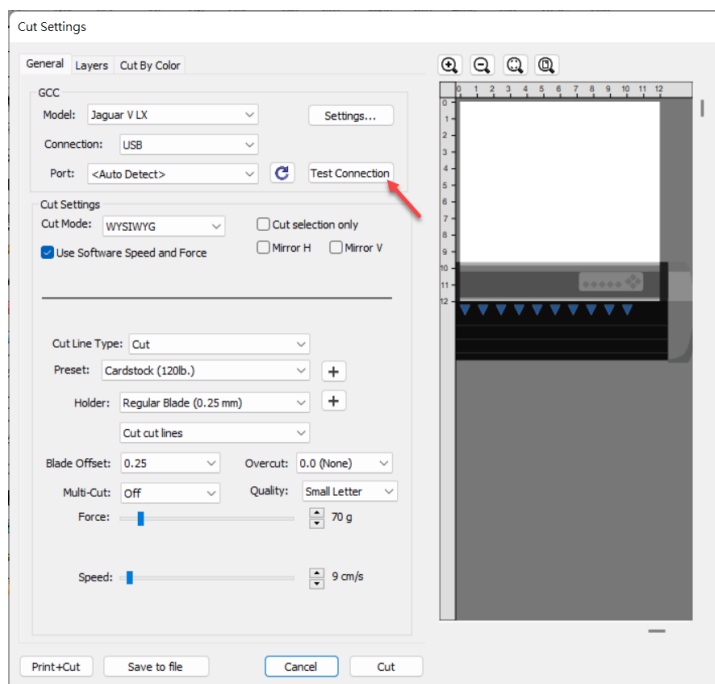 Cut Settings
General Layers Cut By Color
GCC
Model: Jaguar V LX Settings...
Connection: USB
Port: <Auto Detect> Test Connection
Cut Settings
Cut Mode: WYSIWYG Cut selection only
Use Software Speed and Force Mirror H Mirror V
Cut Line Type: Cut
Preset: Cardstock (120lb.) +
Holder: Regular Blade (0.25 mm) +
Cut cut lines
Blade Offset: 0.25 Overcut: 0.0 (None)
Multi-Cut: Off Quality: Small Letter
Force: 70 g
Speed: 9 cm/s
Print+Cut Save to file Cancel Cut
0 1 2 3 4 5 6 7 8 9 10 11 12
0
1
2
3
4
5
6
7
8
9
10
11
12